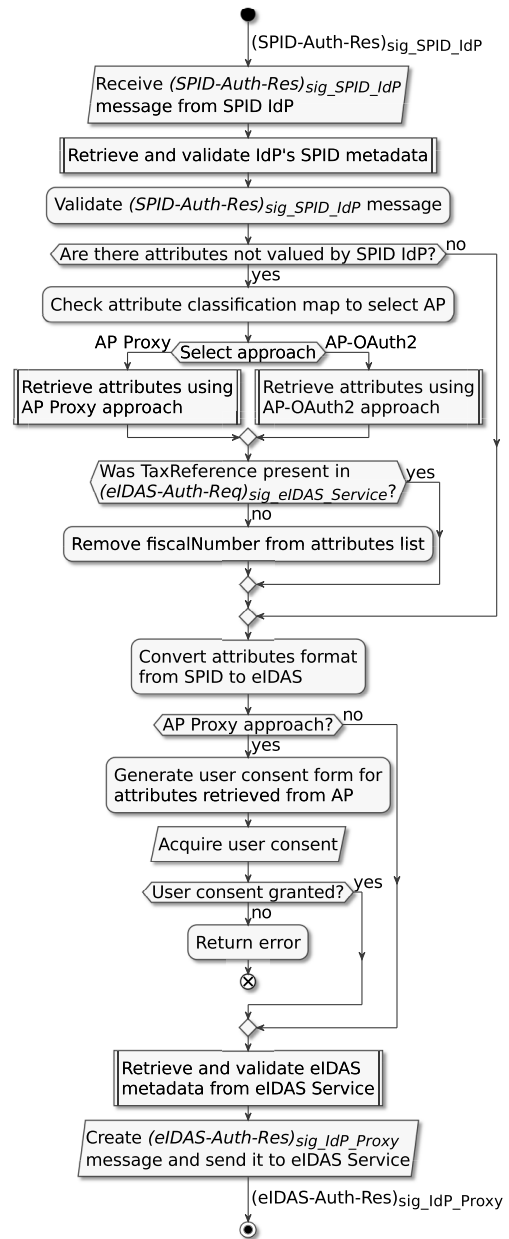 (SPID-Auth-Res)sig_SPID_IdP
Receive (SPID-Auth-Res)sig_SPID_IdP
message from SPID IdP
Retrieve and validate IdP's SPID metadata
Validate (SPID-Auth-Res)sig_SPID_IdP message
Are there attributes not valued by SPID IdP?
no
yes
Check attribute classification map to select AP
AP Proxy
Select approach
AP-OAuth2
Retrieve attributes using
AP Proxy approach
Retrieve attributes using
AP-OAuth2 approach
Was TaxReference present in
(eIDAS-Auth-Req)sig_eIDAS_Service?
yes
no
Remove fiscalNumber from attributes list
Convert attributes format
from SPID to eIDAS
AP Proxy approach?
no
yes
Generate user consent form for
attributes retrieved from AP
Acquire user consent
User consent granted?
yes
no
Return error
Retrieve and validate eIDAS
metadata from eIDAS Service
Create (eIDAS-Auth-Res)sig_IdP_Proxy
message and send it to eIDAS Service
(eIDAS-Auth-Res)sig_IdP_Proxy